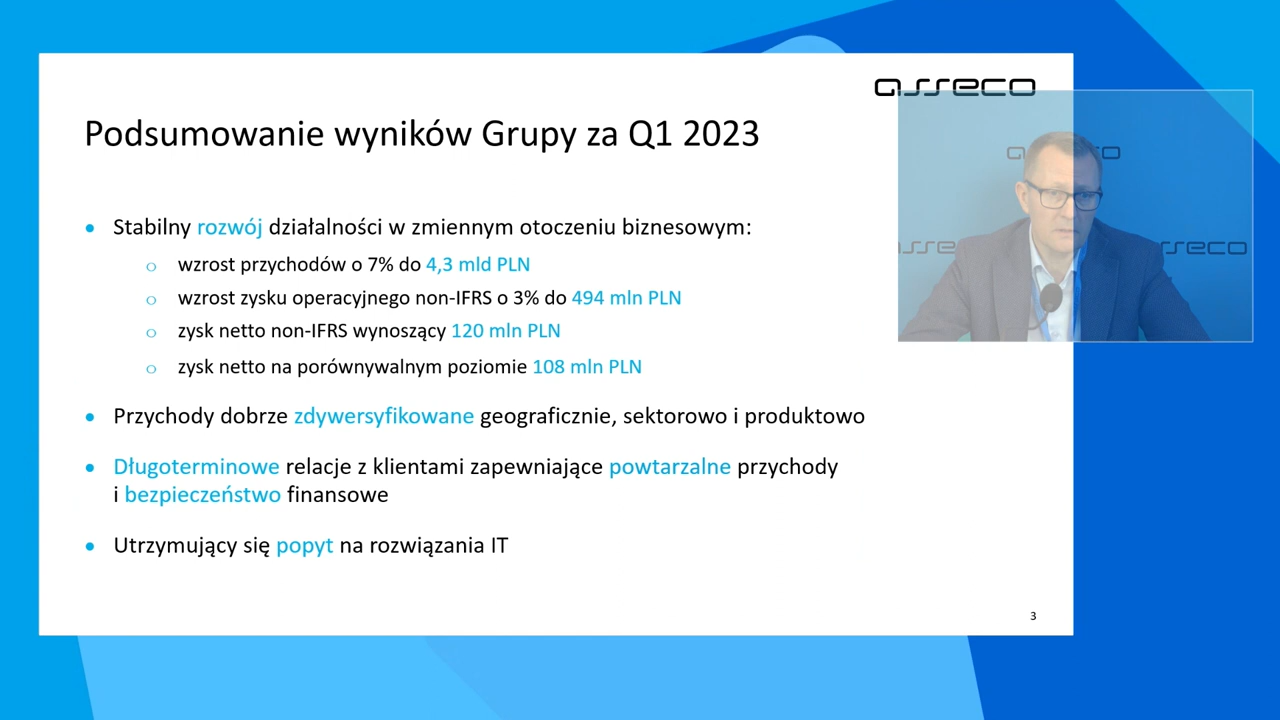 asseco
Podsumowanie wyników Grupy za Q1 2023
• Stabilny rozwój działalności w zmiennym otoczeniu biznesowym:
o wzrost przychodów o 7% do 4,3 mld PLN
o wzrost zysku operacyjnego non-IFRS o 3% do 494 mln PLN
o zysk netto non-IFRS wynoszący 120 mln PLN
o zysk netto na porównywalnym poziomie 108 mln PLN
• Przychody dobrze zdywersyfikowane geograficznie, sektorowo i produktowo
• Długoterminowe relacje z klientami zapewniające powtarzalne przychody
i bezpieczeństwo finansowe
• Utrzymujący się popyt na rozwiązania IT
3